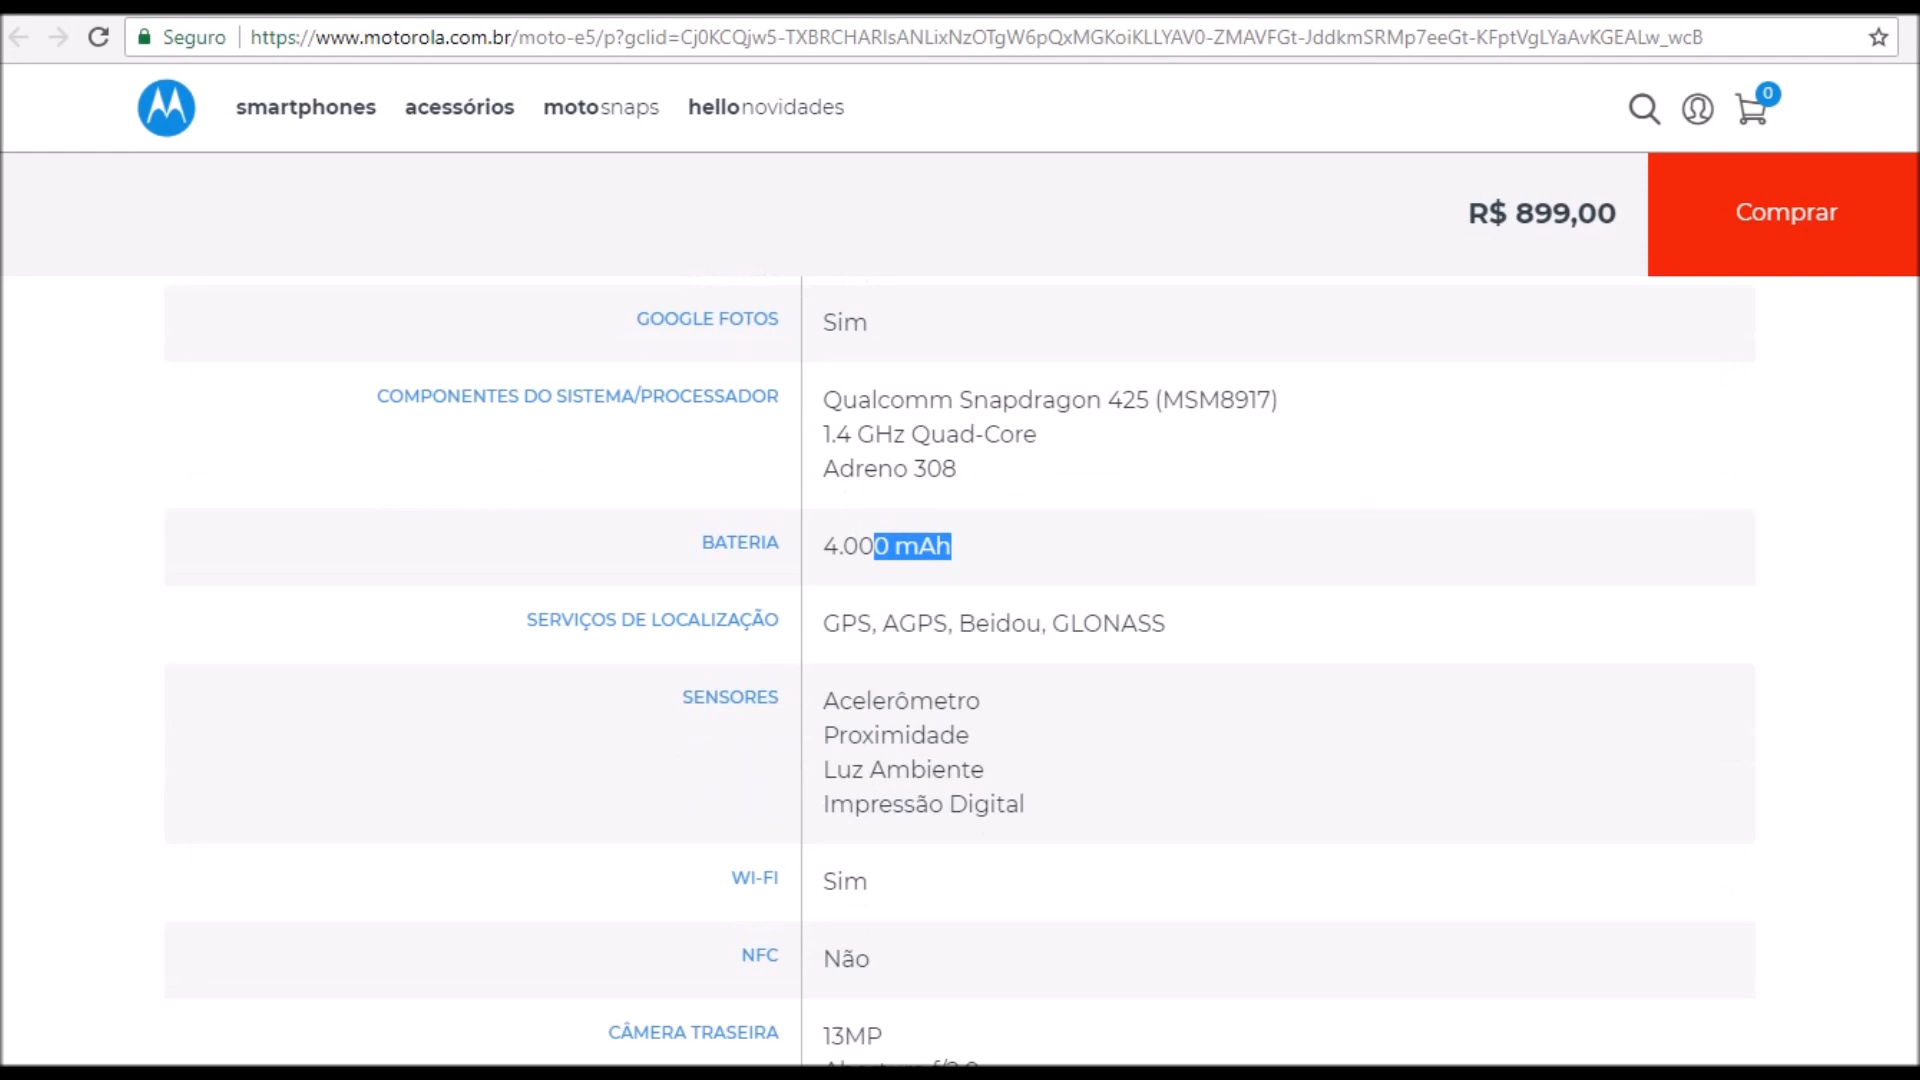 Seguro https://www.motorola.com.br/moto-e5/p?gclid=Cj0KCQjw5-TXBRCHARIsANLixNzOTgW6pQxMGKoiKLLYAV0-ZMAVFGt-JddkmSRMp7eeGt-KFptVgLYaAvKGEALw_wcB
smartphones acessórios motosnaps hellonovidades 0
R$ 899,00 Comprar
GOOGLE FOTOS Sim
COMPONENTES DO SISTEMA/PROCESSADOR Qualcomm Snapdragon 425 (MSM8917)
1.4 GHz Quad-Core
Adreno 308
BATERIA 4.000 mAh
SERVIÇOS DE LOCALIZAÇÃO GPS, AGPS, Beidou, GLONASS
SENSORES Acelerômetro
Proximidade
Luz Ambiente
Impressão Digital
WI-FI Sim
NFC Não
CÂMERA TRASEIRA 13MP